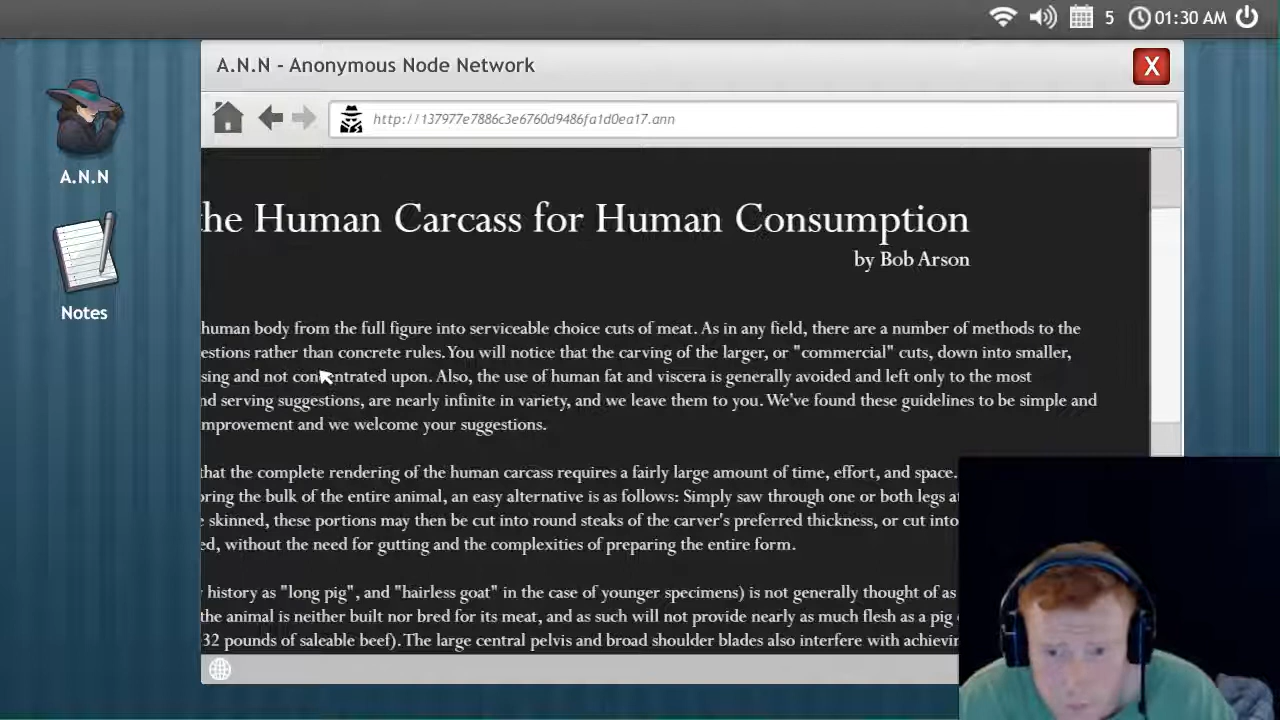 5 01:30 AM
A.N.N - Anonymous Node Network
X
http://137977e7886c3e6760d9486fa1d0ea17.ann
A.N.N
Notes
the Human Carcass for Human Consumption
by Bob Arson
human body from the full figure into serviceable choice cuts of meat. As in any field, there are a number of methods to the
estions rather than concrete rules. You will notice that the carving of the larger, or "commercial" cuts, down into smaller,
sing and not concentrated upon. Also, the use of human fat and viscera is generally avoided and left only to the most
nd serving suggestions, are nearly infinite in variety, and we leave them to you. We've found these guidelines to be simple and
mprovement and we welcome your suggestions.
that the complete rendering of the human carcass requires a fairly large amount of time, effort, and space.
oring the bulk of the entire animal, an easy alternative is as follows: Simply saw through one or both legs at
e skinned, these portions may then be cut into round steaks of the carver's preferred thickness, or cut into
ed, without the need for gutting and the complexities of preparing the entire form.
history as "long pig", and "hairless goat" in the case of younger specimens) is not generally thought of as
the animal is neither built nor bred for its meat, and as such will not provide nearly as much flesh as a pig
32 pounds of saleable beef). The large central pelvis and broad shoulder blades also interfere with achievin